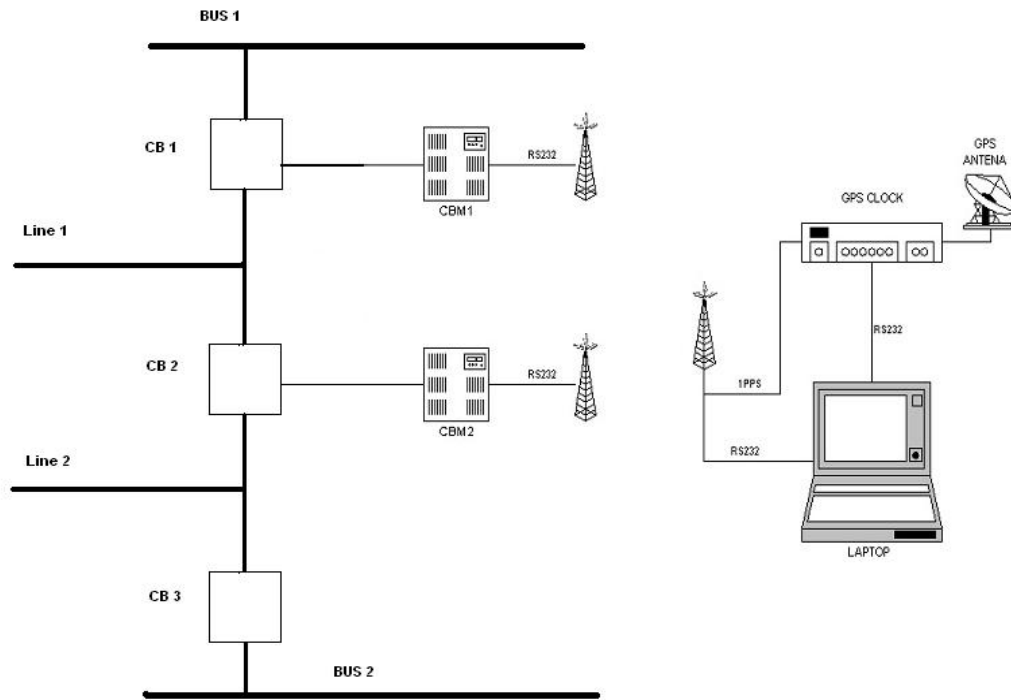 BUS 1
CB 1
RS232
CBM1
GPS
ANTENA
GPS CLOCK
Line 1
RS232
CB 2
RS232
CBM2
1PPS
Line 2
RS232
LAPTOP
CB 3
BUS 2